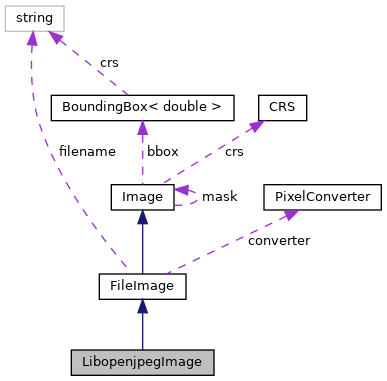 string
crs
BoundingBox< double >
CRS
filename
bbox
crs
Image
mask
PixelConverter
converter
FileImage
LibopenjpegImage